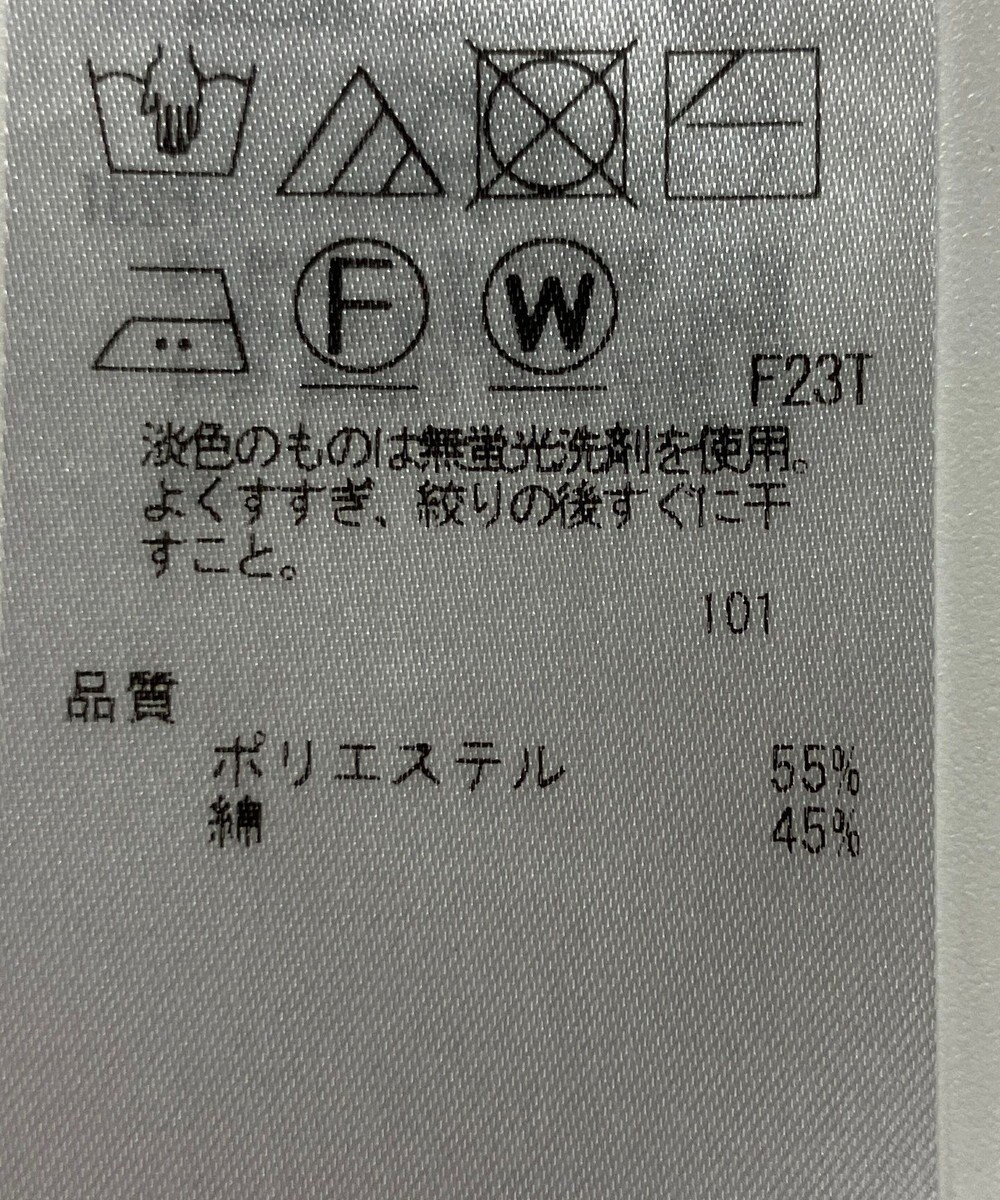 F W
F23T
淡色のものは無蛍光洗剤を使用。
よくすすぎ、絞りの後すぐに干
すこと。
101
品質
ポリエステル 55%
綿 45%